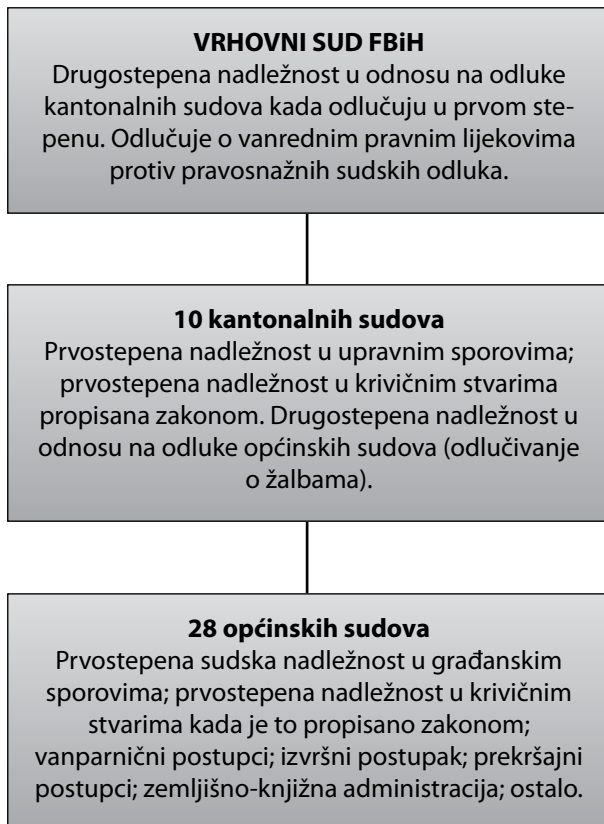 VRHOVNI SUD FBiH
Drugostepena nadležnost u odnosu na odluke
kantonalnih sudova kada odlučuju u prvom ste-
penu. Odlučuje o vanrednim pravnim lijekovima
protiv pravosnažnih sudskih odluka.
10 kantonalnih sudova
Prvostepena nadležnost u upravnim sporovima;
prvostepena nadležnost u krivičnim stvarima
propisana zakonom. Drugostepena nadležnost u
odnosu na odluke općinskih sudova (odlučivanje
o žalbama).
28 općinskih sudova
Prvostepena sudska nadležnost u građanskim
sporovima; prvostepena nadležnost u krivičnim
stvarima kada je to propisano zakonom;
vanparnični postupci; izvršni postupak; prekršajni
postupci; zemljišno-knjižna administracija; ostalo.